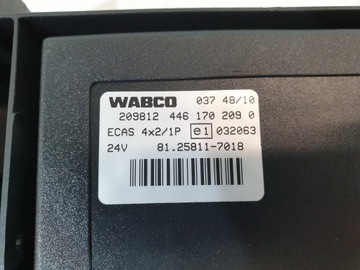 WABCO 037 48/10
209812 446 170 209 0
ECAS 4x2/1P e1 032063
24V 81.25811-7018